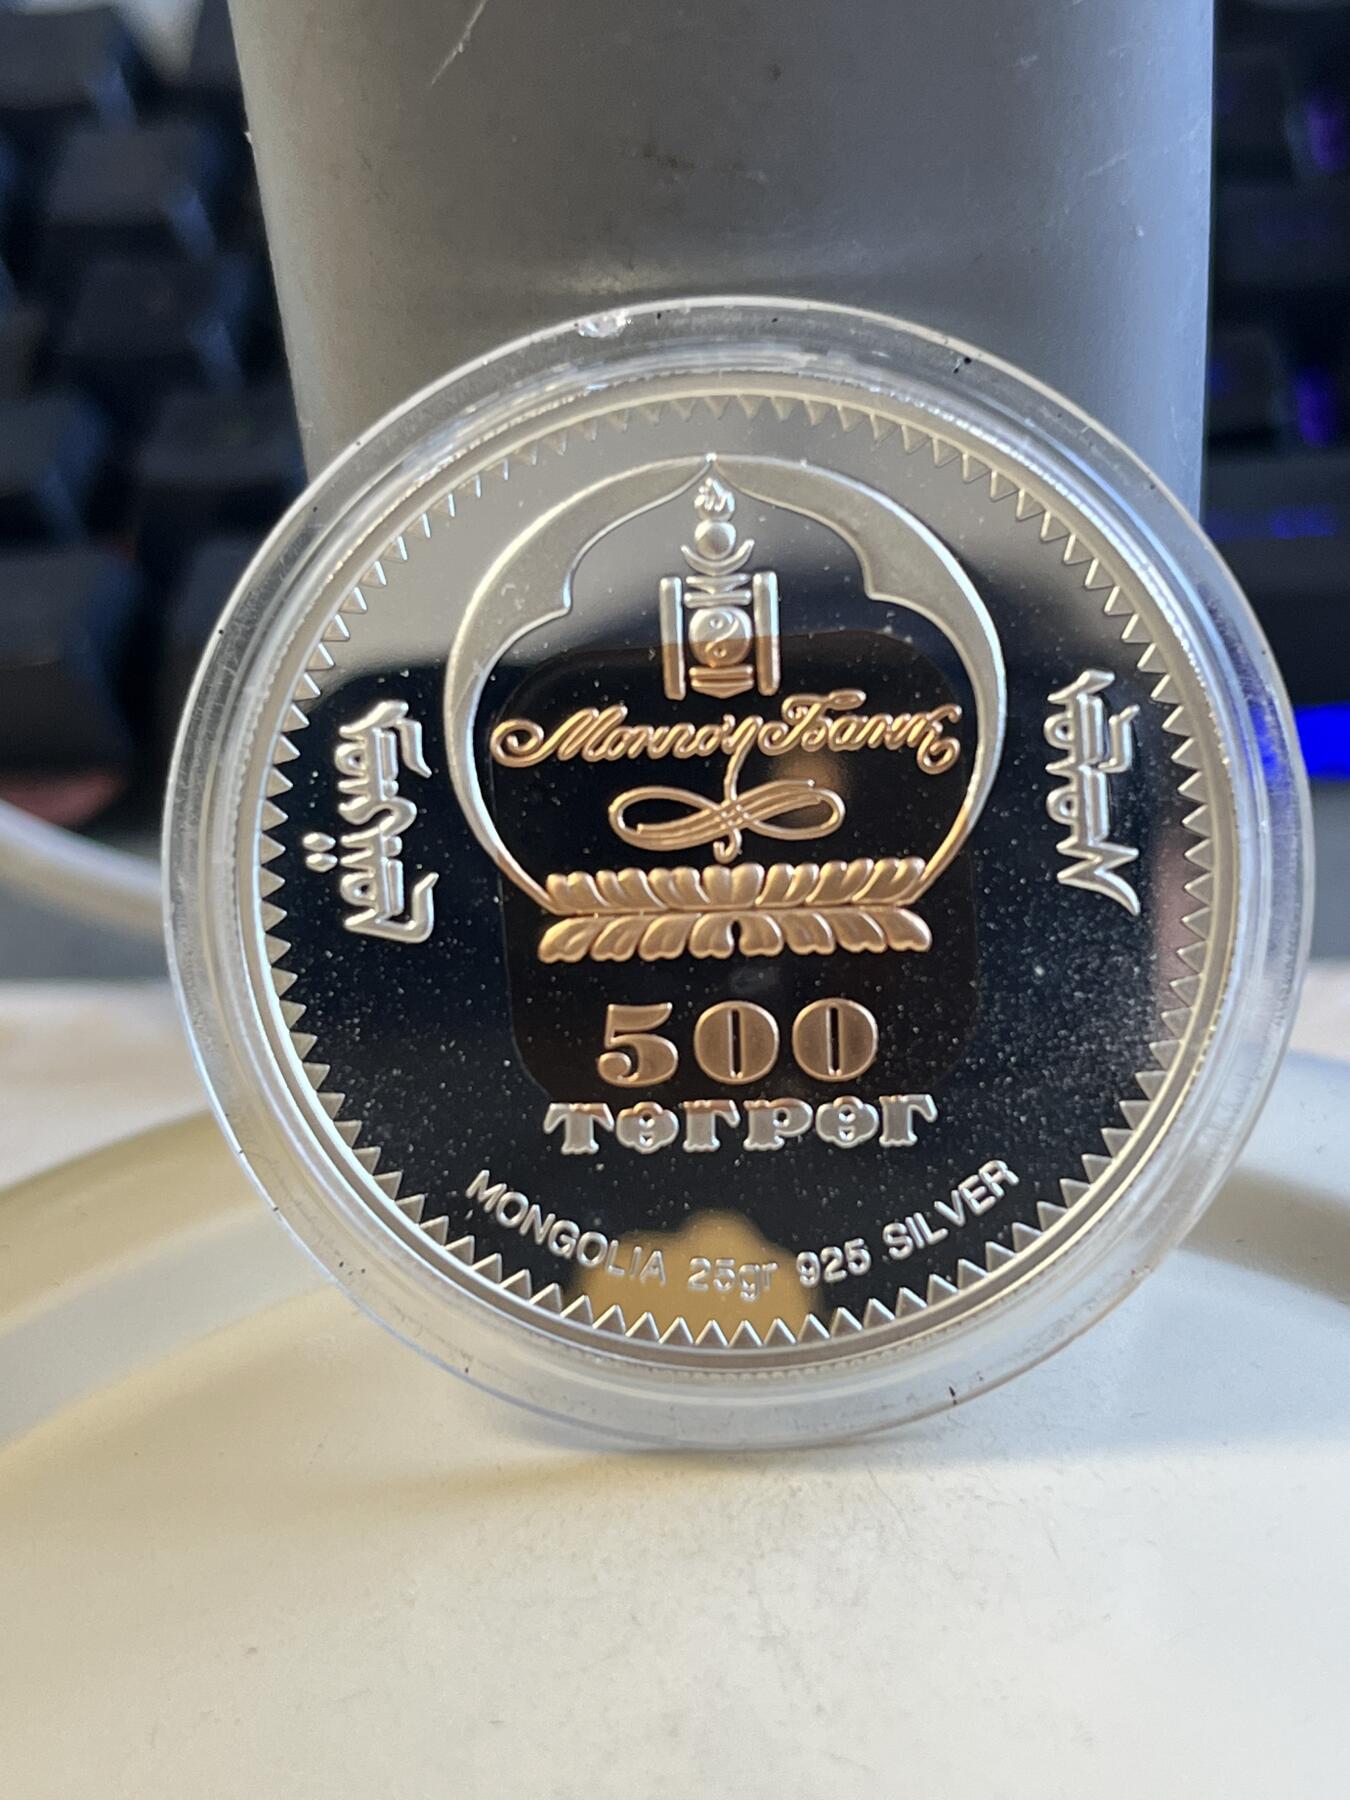 Монгол Банк
500
ТӨГРӨГ
MONGOLIA 25gr 925 SILVER